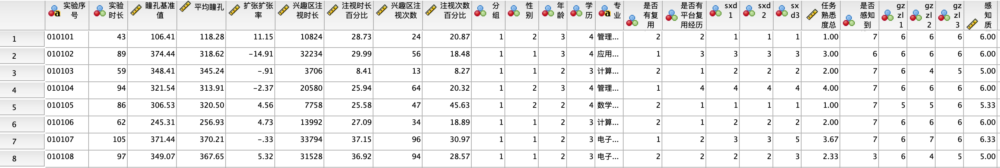 实验序号 实验时长 瞳孔基准值 平均瞳孔 扩张扩张率 兴趣区注视时长 注视时长百分比 兴趣区注视次数 注视次数百分比 分组 性别 年龄 学历 专业 是否有复用 是否有平台复用经历 sxd1 sxd2 sxd3 任务熟悉度总 是否感知到 gzzl1 gzzl2 gzzl3 感知质
1 010101 43 106.41 118.28 11.15 10824 28.73 24 20.87 1 2 3 4 管理... 2 2 1 1 1 1.00 7 6 6 6 6.00
2 010102 89 374.44 318.62 -14.91 32234 29.99 56 18.48 1 1 3 4 应用... 1 3 3 3 3 3.00 6 6 6 6 6.00
3 010103 59 348.41 345.24 -.91 3706 8.41 13 8.27 1 1 2 3 计算... 2 1 2 2 2 2.00 7 6 4 5 5.00
4 010104 94 321.54 313.91 -2.37 20580 25.94 64 20.32 1 2 3 4 管理... 1 4 4 4 4 4.00 7 6 6 6 6.00
5 010105 86 306.53 320.50 4.56 7758 25.58 47 45.63 1 2 2 4 数学... 2 1 1 1 1 1.00 7 5 5 6 5.33
6 010106 62 245.31 256.93 4.73 13992 27.09 34 18.89 1 1 2 3 计算... 2 1 2 2 2 2.00 7 6 6 6 6.00
7 010107 105 371.44 370.21 -.33 33794 37.15 96 30.97 1 1 2 3 电子... 1 2 3 3 5 3.67 7 6 7 6 6.33
8 010108 97 349.07 367.65 5.32 31528 36.92 94 28.57 1 1 2 3 电子... 2 2 2 2 3 2.33 3 6 4 5 5.00